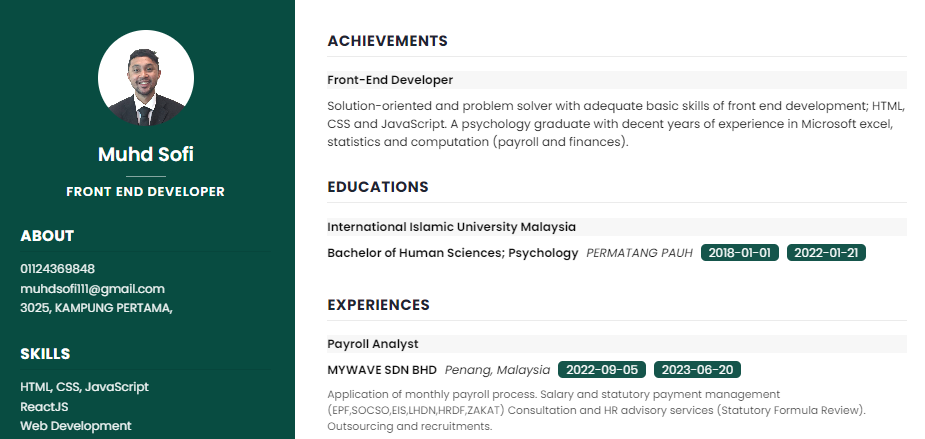 Muhd Sofi
FRONT END DEVELOPER
ABOUT
01124369848
muhdsofi111@gmail.com
3025, KAMPUNG PERTAMA,
SKILLS
HTML, CSS, JavaScript
ReactJS
Web Development
ACHIEVEMENTS
Front-End Developer
Solution-oriented and problem solver with adequate basic skills of front end development; HTML,
CSS and JavaScript. A psychology graduate with decent years of experience in Microsoft excel,
statistics and computation (payroll and finances).
EDUCATIONS
International Islamic University Malaysia
Bachelor of Human Sciences; Psychology PERMATANG PAUH 2018-01-01 2022-01-21
EXPERIENCES
Payroll Analyst
MYWAVE SDN BHD Penang, Malaysia 2022-09-05 2023-06-20
Application of monthly payroll process. Salary and statutory payment management
(EPF,SOCSO,EIS,LHDN,HRDF,ZAKAT) Consultation and HR advisory services (Statutory Formula Review).
Outsourcing and recruitments.